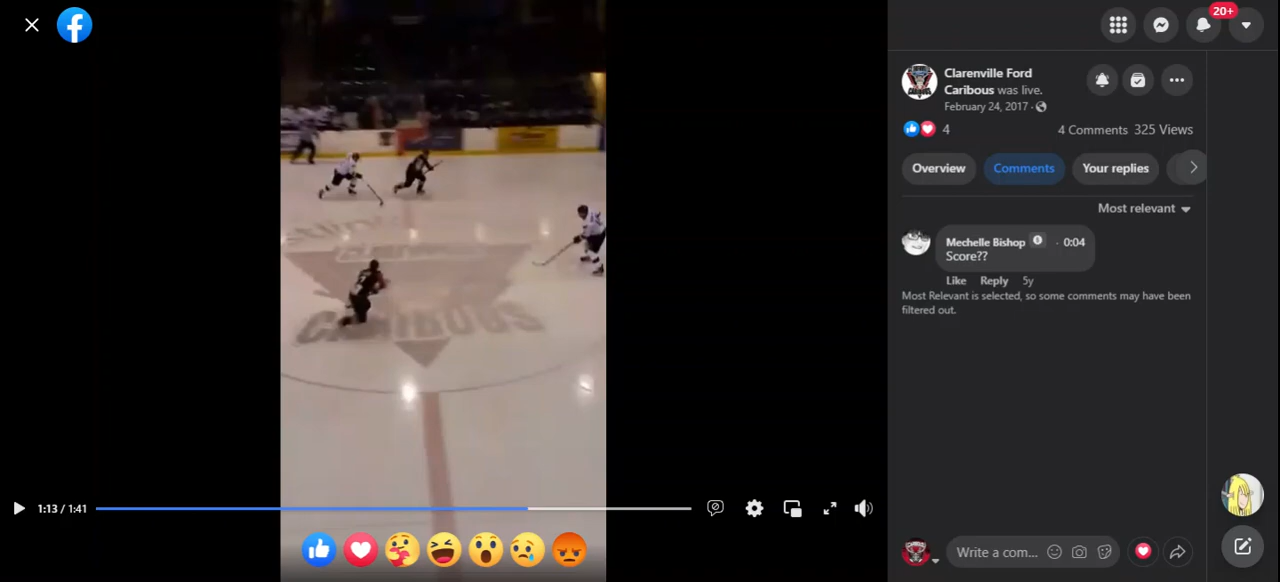 20+
Clarenville Ford
Caribous was live.
February 24, 2017 ·
4
4 Comments 325 Views
Overview
Comments
Your replies
Most relevant
Mechelle Bishop · 0:04
Score??
Like Reply 5y
Most Relevant is selected, so some comments may have been
filtered out.
CARIBOUS
1:13 / 1:41
Write a com...